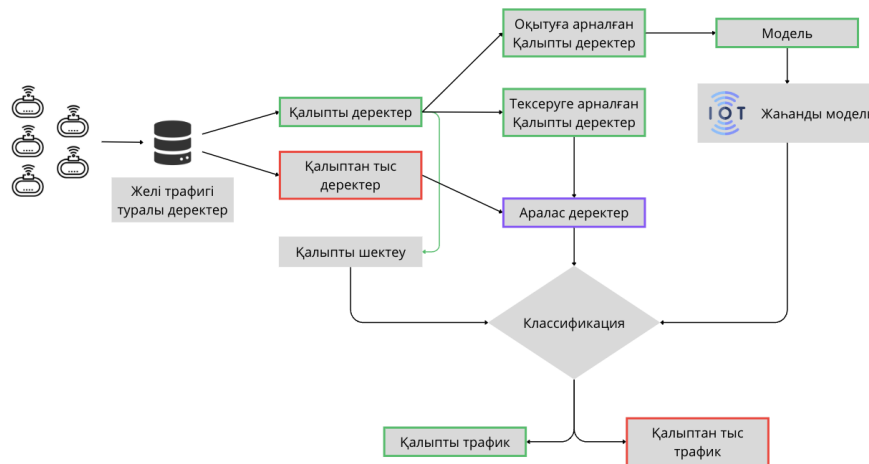 Оқытуға арналған
Қалыпты деректер
Модель
Қалыпты деректер
Тексеруге арналған
Қалыпты деректер
IOT
Жаһанды модель
Желі трафигі
туралы деректер
Қалыптан тыс
деректер
Аралас деректер
Қалыпты шектеу
Классификация
Қалыпты трафик
Қалыптан тыс
трафик